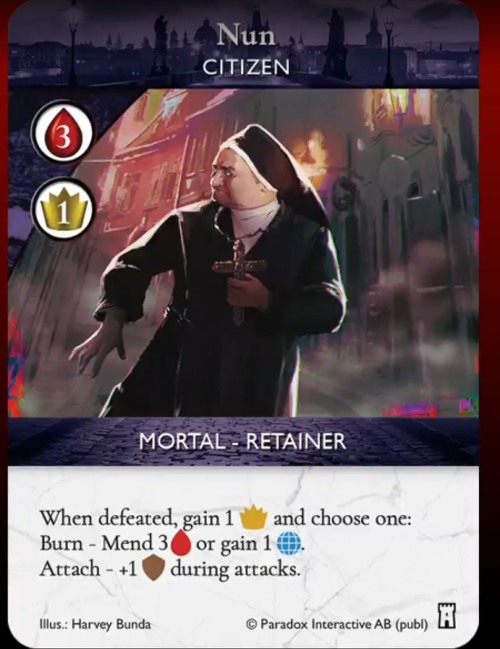 Nun
CITIZEN
3
1
MORTAL - RETAINER
When defeated, gain 1 and choose one:
Burn - Mend 3 or gain 1.
Attach - +1 during attacks.
Illus.: Harvey Bunda © Paradox Interactive AB (publ)